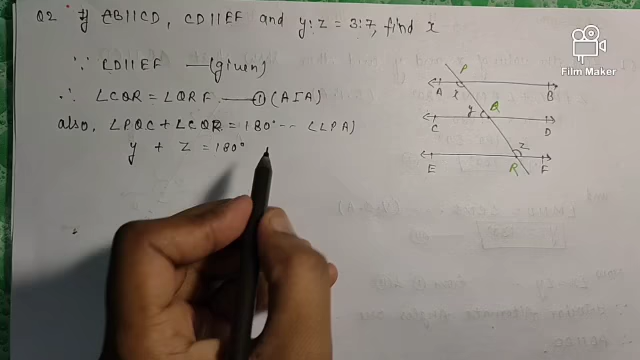 Q2 If AB||CD, CD||EF and y:z = 3:7, find x
∵ CD||EF —(given)
∴ ∠CQR = ∠QRF —① (AIA)
also, ∠PQC + ∠CQR = 180° -- (LPA)
y + z = 180°
P
A x B
y Q
C D
z
E R F
Film Maker